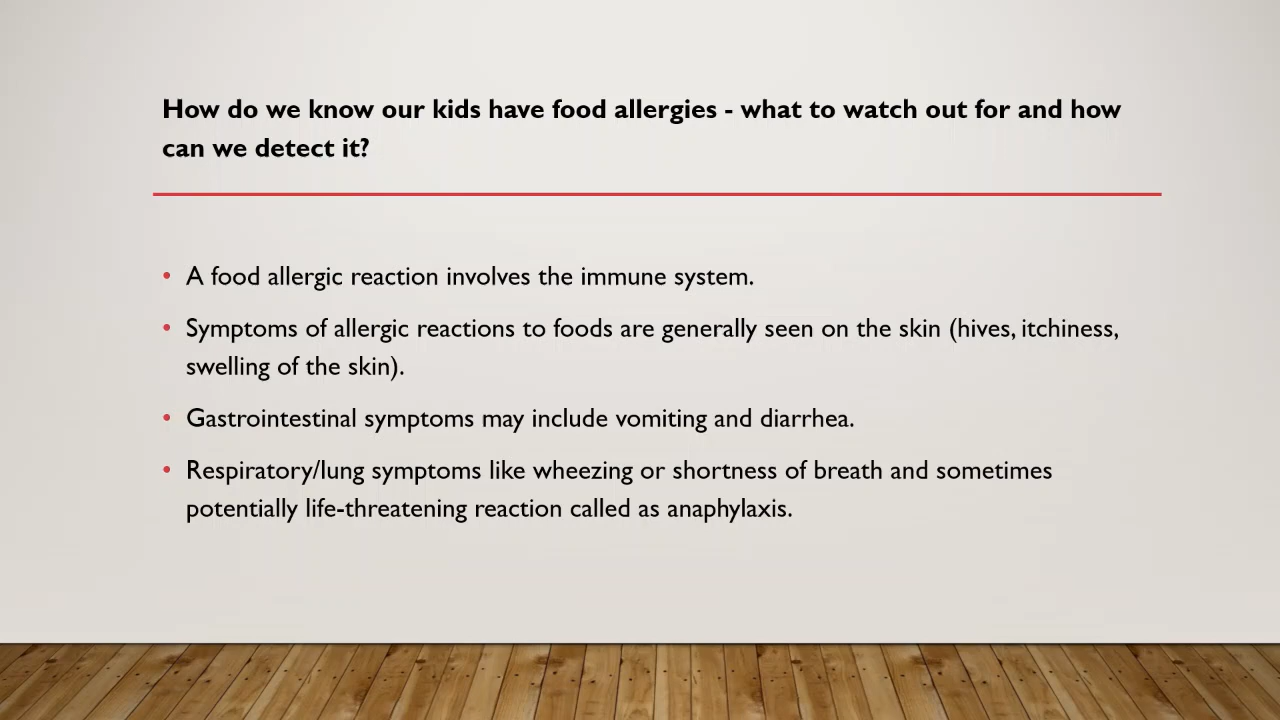 How do we know our kids have food allergies - what to watch out for and how
can we detect it?
• A food allergic reaction involves the immune system.
• Symptoms of allergic reactions to foods are generally seen on the skin (hives, itchiness,
swelling of the skin).
• Gastrointestinal symptoms may include vomiting and diarrhea.
• Respiratory/lung symptoms like wheezing or shortness of breath and sometimes
potentially life-threatening reaction called as anaphylaxis.